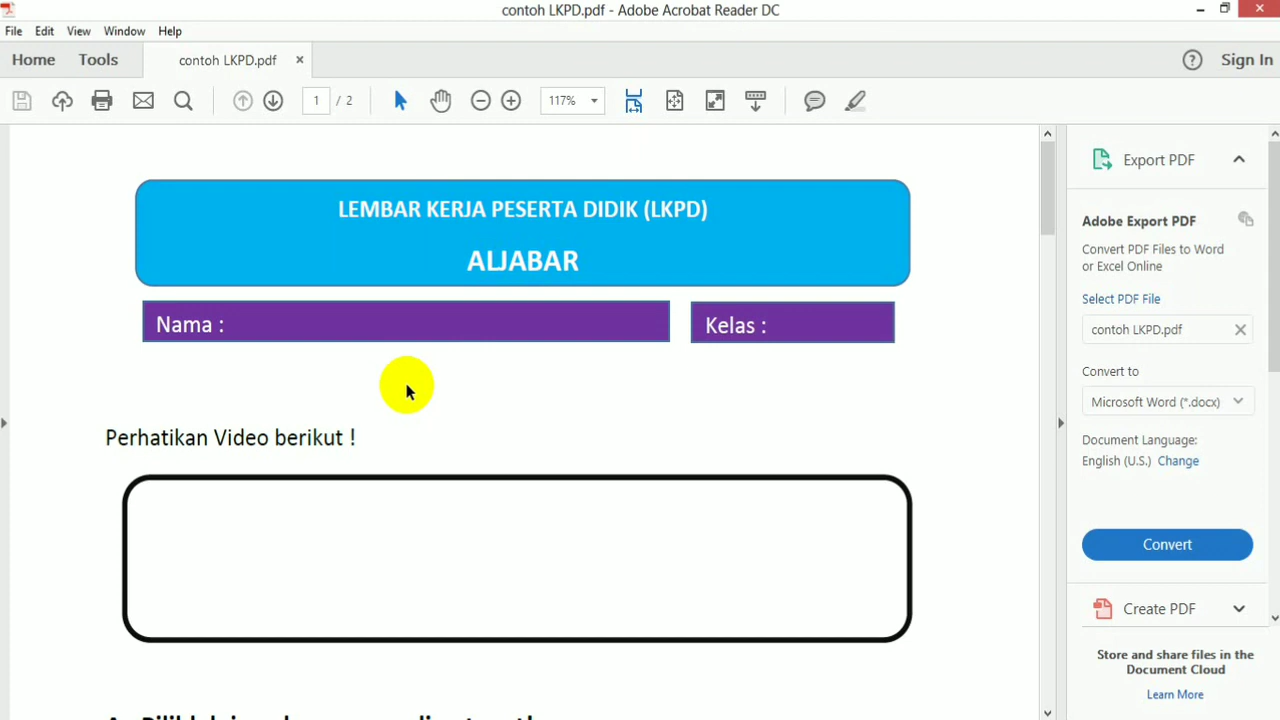 contoh LKPD.pdf - Adobe Acrobat Reader DC
File Edit View Window Help
Home Tools contoh LKPD.pdf × Sign In
1 / 2 117%
Export PDF
LEMBAR KERJA PESERTA DIDIK (LKPD)
ALJABAR
Nama :
Kelas :
Perhatikan Video berikut !
Adobe Export PDF
Convert PDF Files to Word
or Excel Online
Select PDF File
contoh LKPD.pdf
Convert to
Microsoft Word (*.docx)
Document Language:
English (U.S.) Change
Convert
Create PDF
Store and share files in the
Document Cloud
Learn More